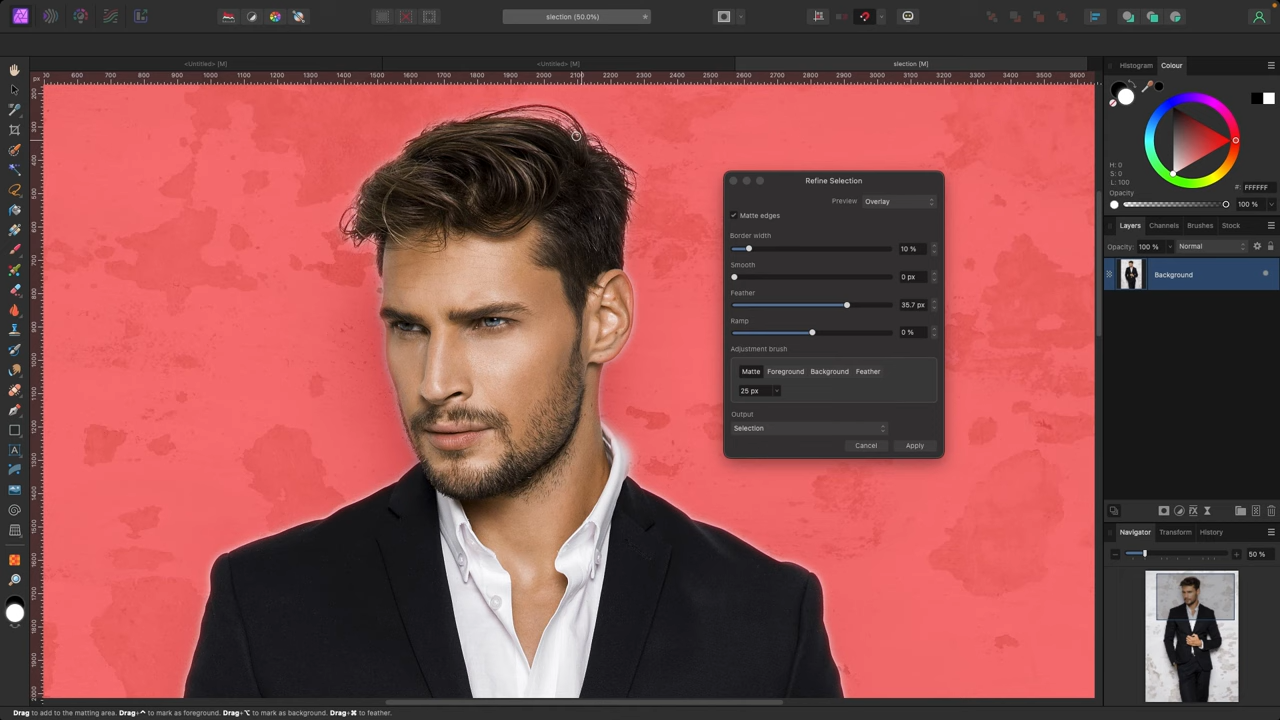 slection (50.0%)
<Untitled> [M]
<Untitled> [M]
slection [M]
px
600
700
800
900
1000
1100
1200
1300
1400
1500
1600
1700
1800
1900
2000
2100
2200
2300
2400
2500
2600
2700
2800
2900
3000
3100
3200
3300
3400
3500
3600
Histogram
Colour
H: 0
S: 0
L: 100
#:
FFFFFF
Opacity
100 %
Layers
Channels
Brushes
Stock
Opacity:
100 %
Normal
Background
Refine Selection
Preview
Overlay
Matte edges
Border width
10 %
Smooth
0 px
Feather
35.7 px
Ramp
0 %
Adjustment brush
Matte
Foreground
Background
Feather
25 px
Output
Selection
Cancel
Apply
Navigator
Transform
History
50 %
Drag to add to the matting area. Drag+^ to mark as foreground. Drag+⌥ to mark as background. Drag+⌘ to feather.